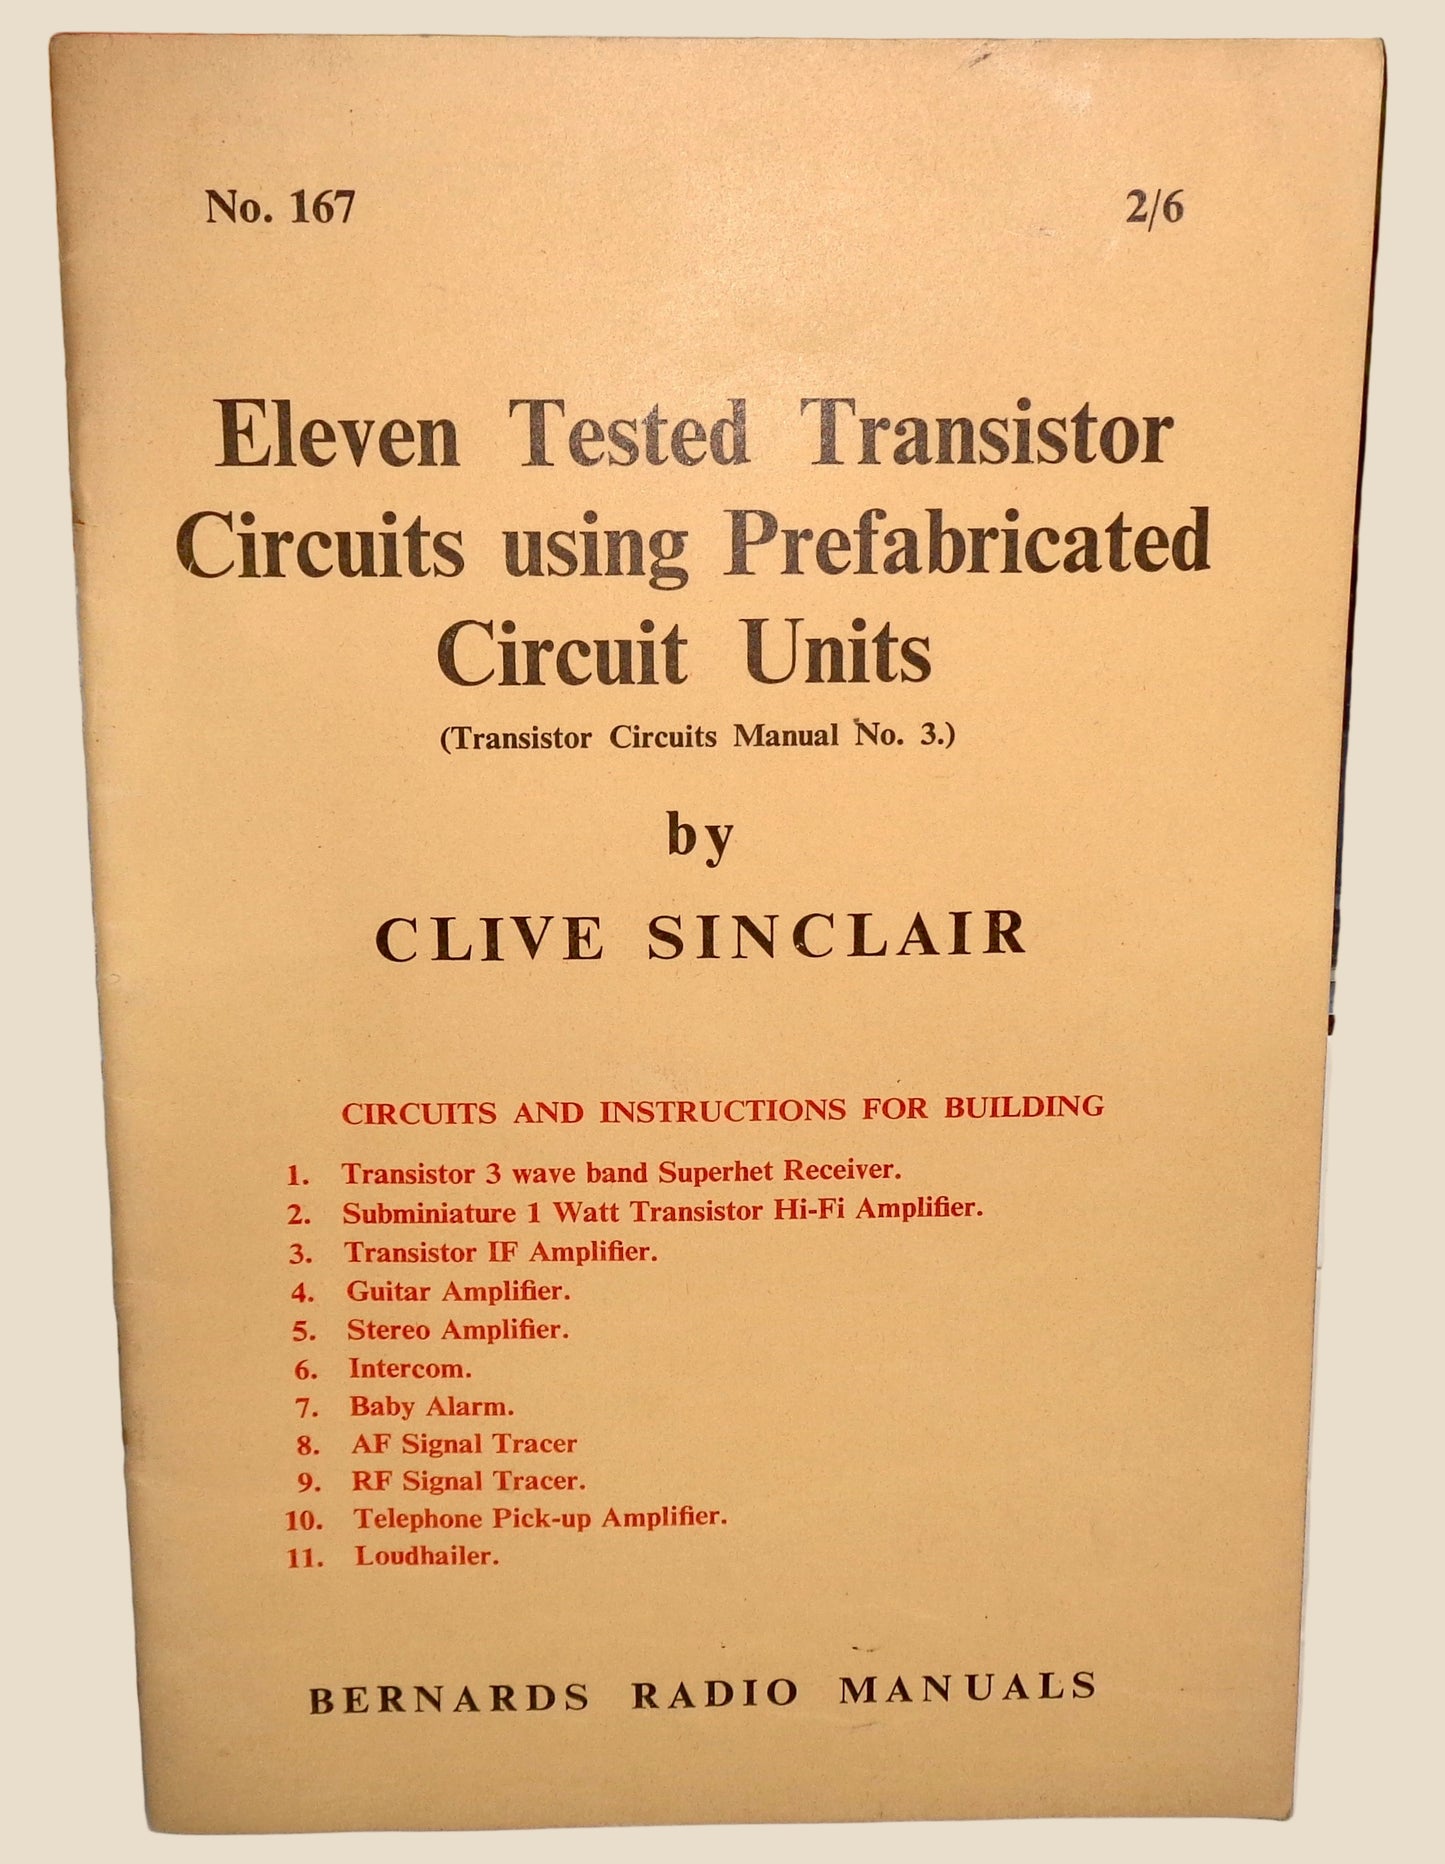 No. 167
2/6
Eleven Tested Transistor
Circuits using Prefabricated
Circuit Units
(Transistor Circuits Manual No. 3.)
by
CLIVE SINCLAIR
CIRCUITS AND INSTRUCTIONS FOR BUILDING
1. Transistor 3 wave band Superhet Receiver.
2. Subminiature 1 Watt Transistor Hi-Fi Amplifier.
3. Transistor IF Amplifier.
4. Guitar Amplifier.
5. Stereo Amplifier.
6. Intercom.
7. Baby Alarm.
8. AF Signal Tracer
9. RF Signal Tracer.
10. Telephone Pick-up Amplifier.
11. Loudhailer.
BERNARDS RADIO MANUALS